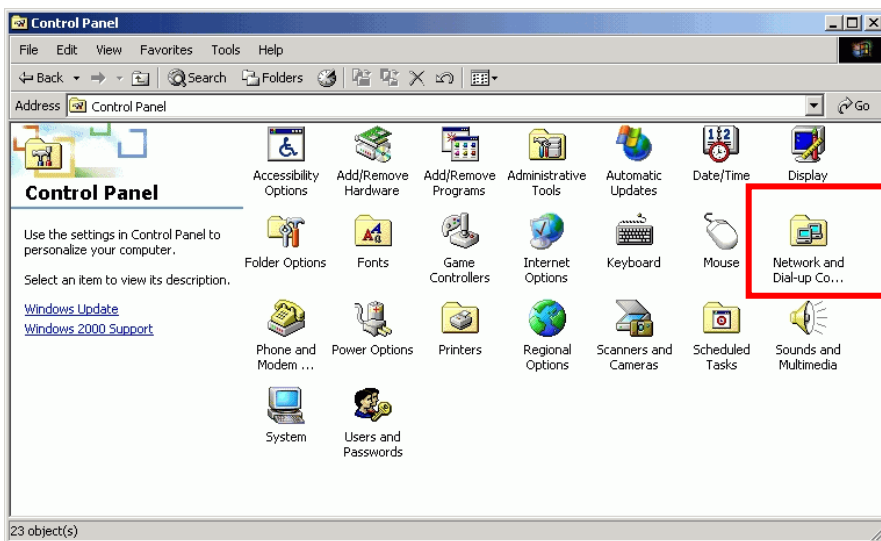 Control Panel
File Edit View Favorites Tools Help
Back Search Folders
Address Control Panel Go
Control Panel
Use the settings in Control Panel to
personalize your computer.
Select an item to view its description.
Windows Update
Windows 2000 Support
Accessibility
Options
Add/Remove
Hardware
Add/Remove
Programs
Administrative
Tools
Automatic
Updates
12
Date/Time
Display
Folder Options
Fonts
Game
Controllers
Internet
Options
Keyboard
Mouse
Network and
Dial-up Co...
Phone and
Modem ...
Power Options
Printers
Regional
Options
Scanners and
Cameras
Scheduled
Tasks
Sounds and
Multimedia
System
Users and
Passwords
23 object(s)